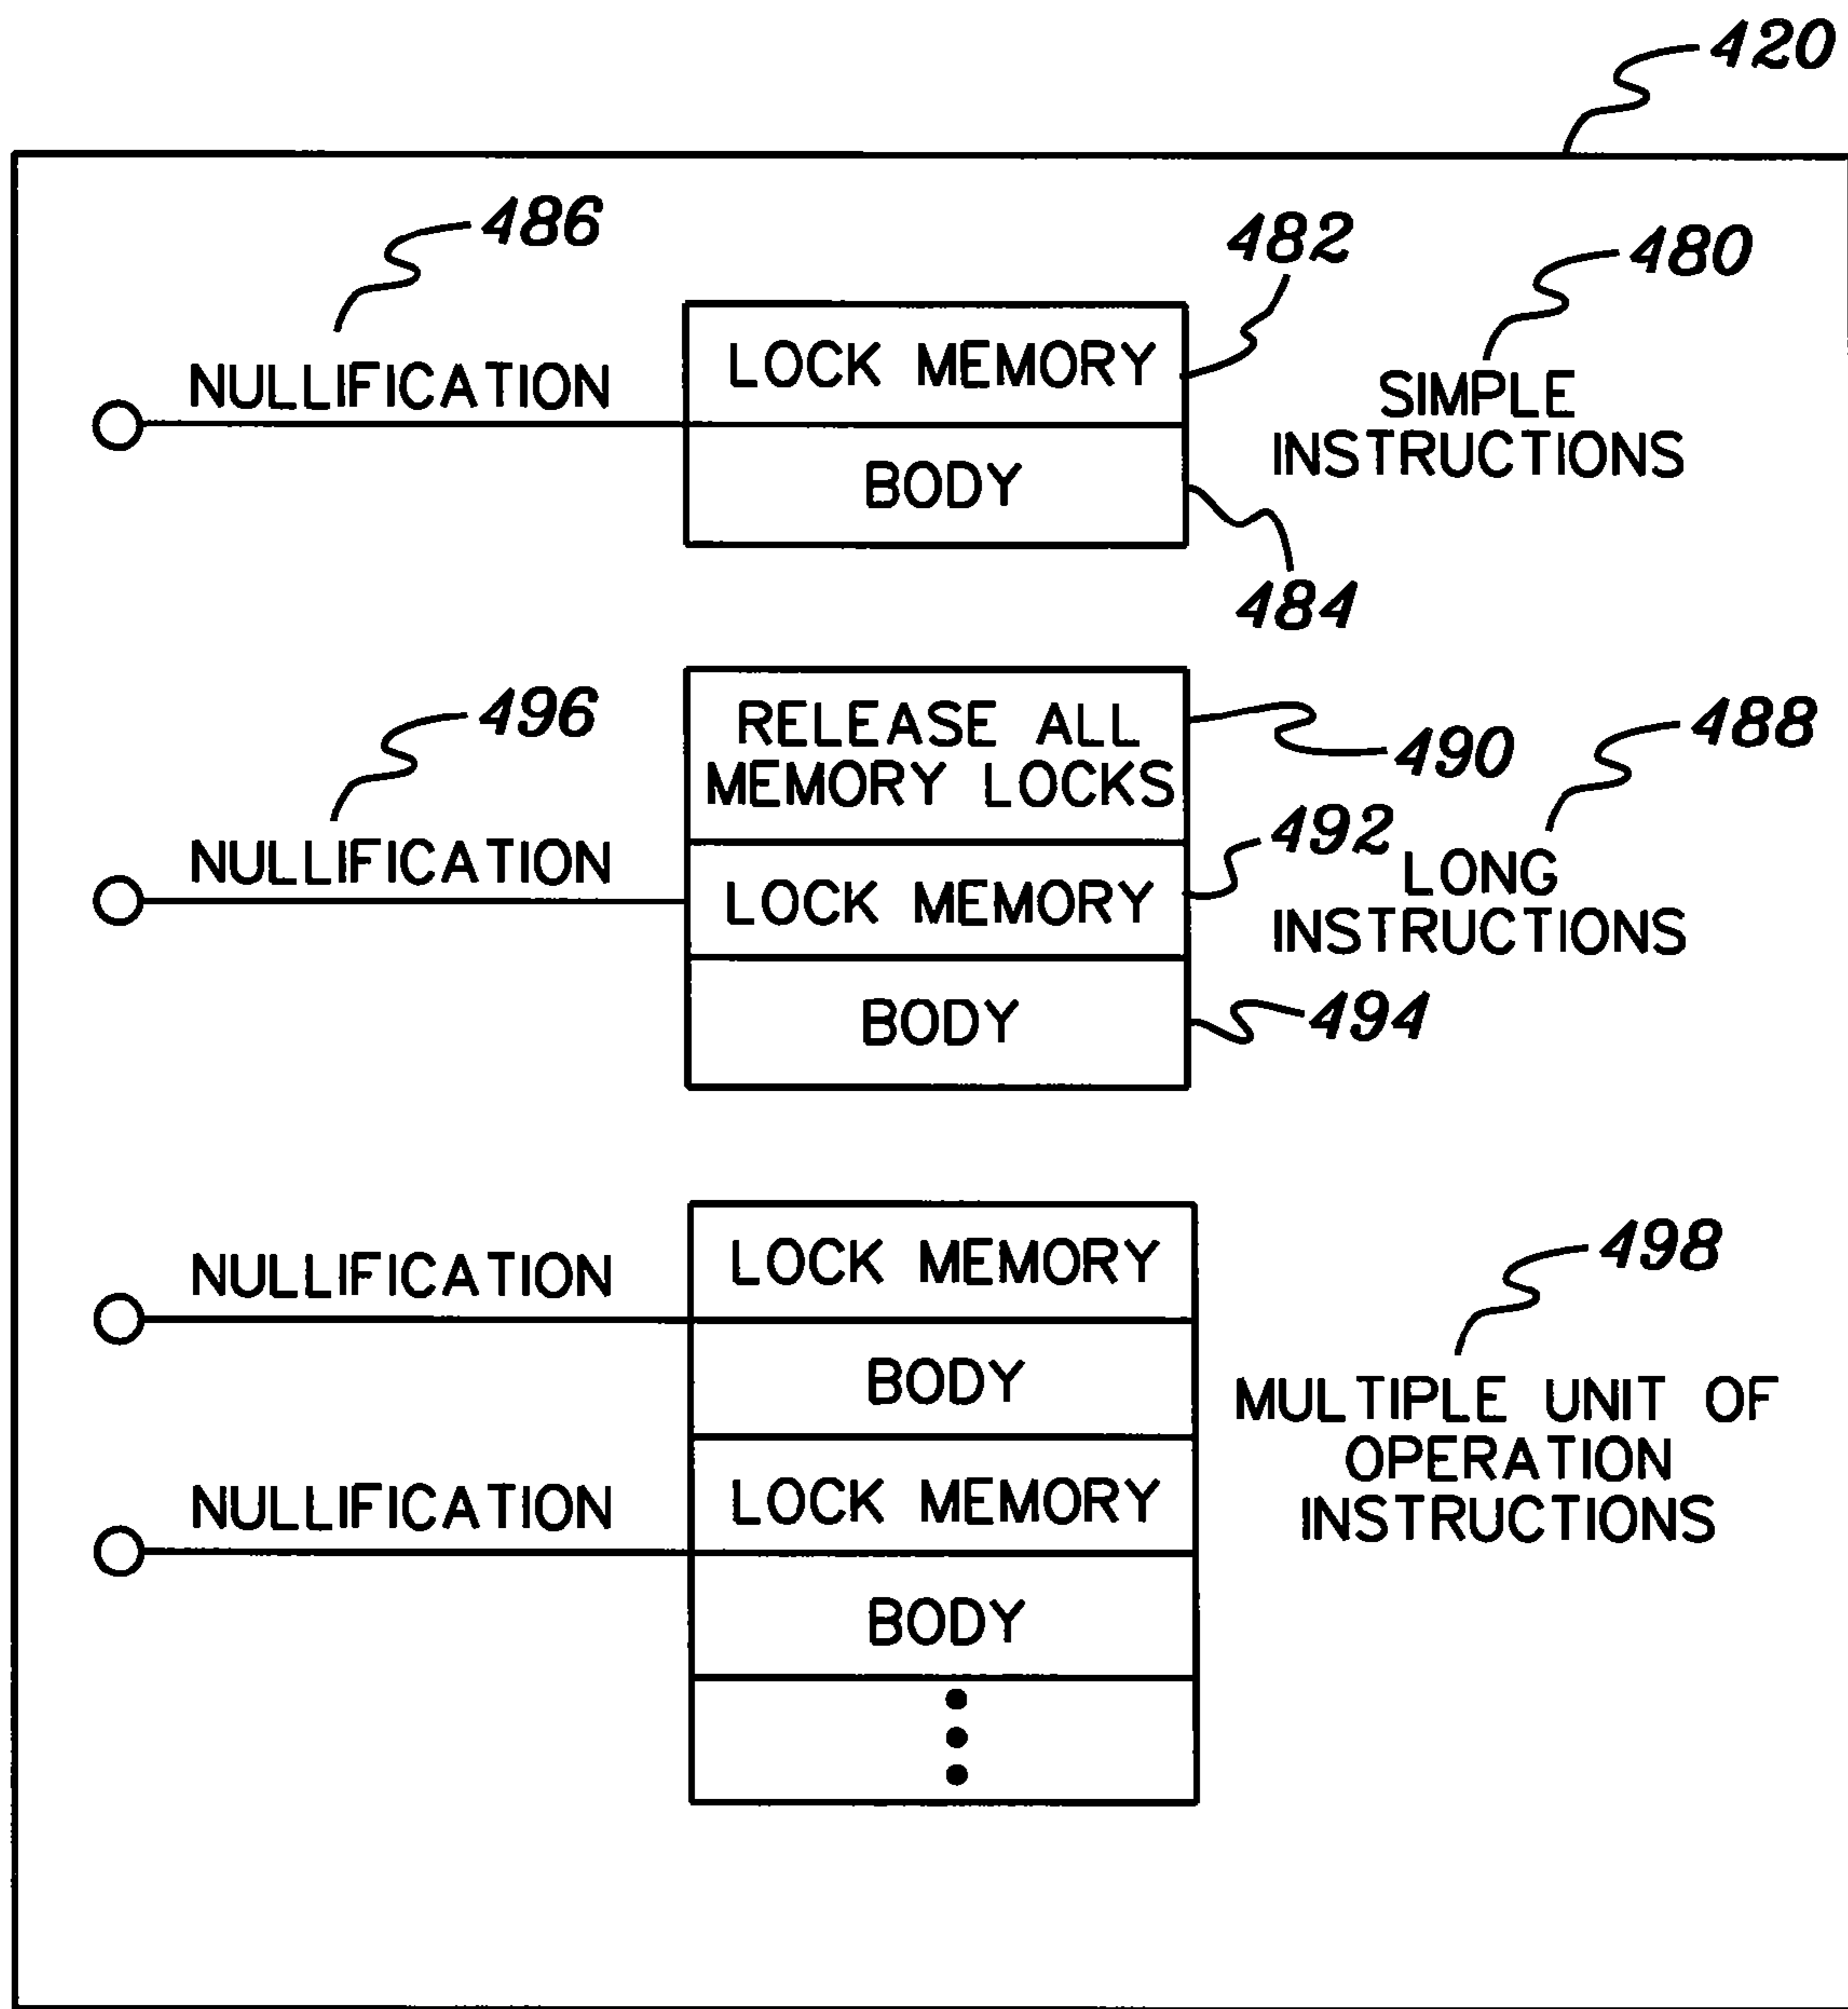 420
486
482
480
NULLIFICATION
LOCK MEMORY
SIMPLE
INSTRUCTIONS
BODY
484
496
RELEASE ALL
MEMORY LOCKS
490
488
NULLIFICATION
LOCK MEMORY
492
LONG
INSTRUCTIONS
BODY
494
NULLIFICATION
LOCK MEMORY
498
BODY
MULTIPLE UNIT OF
OPERATION
INSTRUCTIONS
NULLIFICATION
LOCK MEMORY
BODY